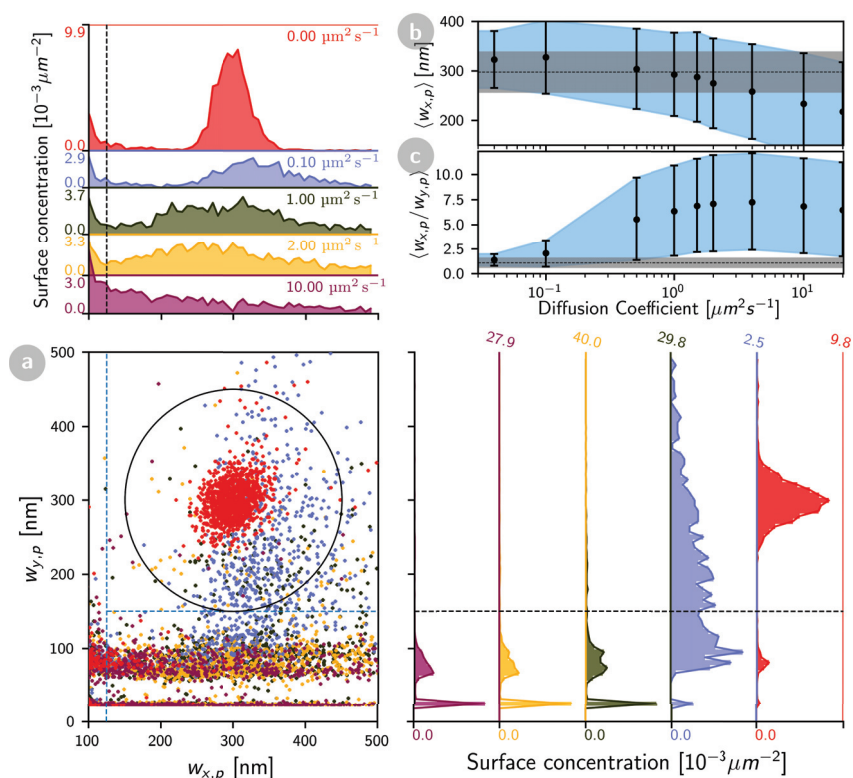 Surface concentration [10⁻³μm⁻²]
9.9
0.00 μm² s⁻¹
0.0
2.9
0.10 μm² s⁻¹
0.0
3.7
1.00 μm² s⁻¹
0.0
3.3
2.00 μm² s⁻¹
0.0
3.0
10.00 μm² s⁻¹
0.0
b
⟨w_{x,p}⟩ [nm]
400
300
200
c
⟨w_{x,p}/w_{y,p}⟩
10.0
7.5
5.0
2.5
0.0
10⁻¹ 10⁰ 10¹
Diffusion Coefficient [μm²s⁻¹]
a
w_{y,p} [nm]
500
400
300
200
100
0
100 200 300 400 500
w_{x,p} [nm]
27.9 40.0 29.8 2.5 9.8
0.0 0.0 0.0 0.0 0.0
Surface concentration [10⁻³μm⁻²]